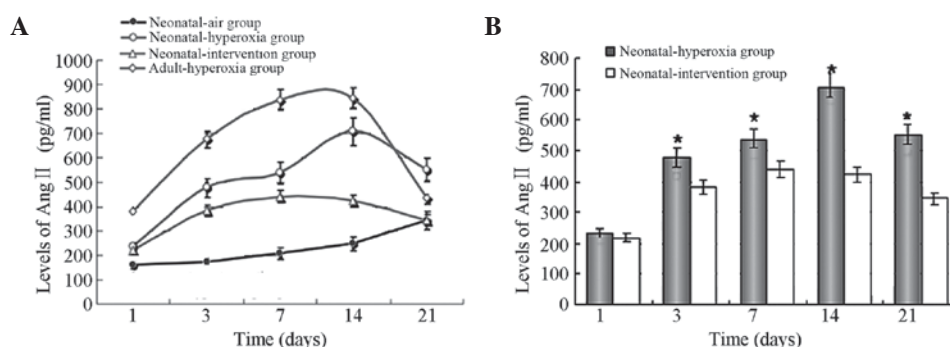 A
Neonatal-air group
Neonatal-hyperoxia group
Neonatal-intervention group
Adult-hyperoxia group
Levels of Ang II (pg/ml)
1000
900
800
700
600
500
400
300
200
100
0
1 3 7 14 21
Time (days)
B
Neonatal-hyperoxia group
Neonatal-intervention group
Levels of Ang II (pg/ml)
800
700
600
500
400
300
200
100
0
* * * *
1 3 7 14 21
Time (days)